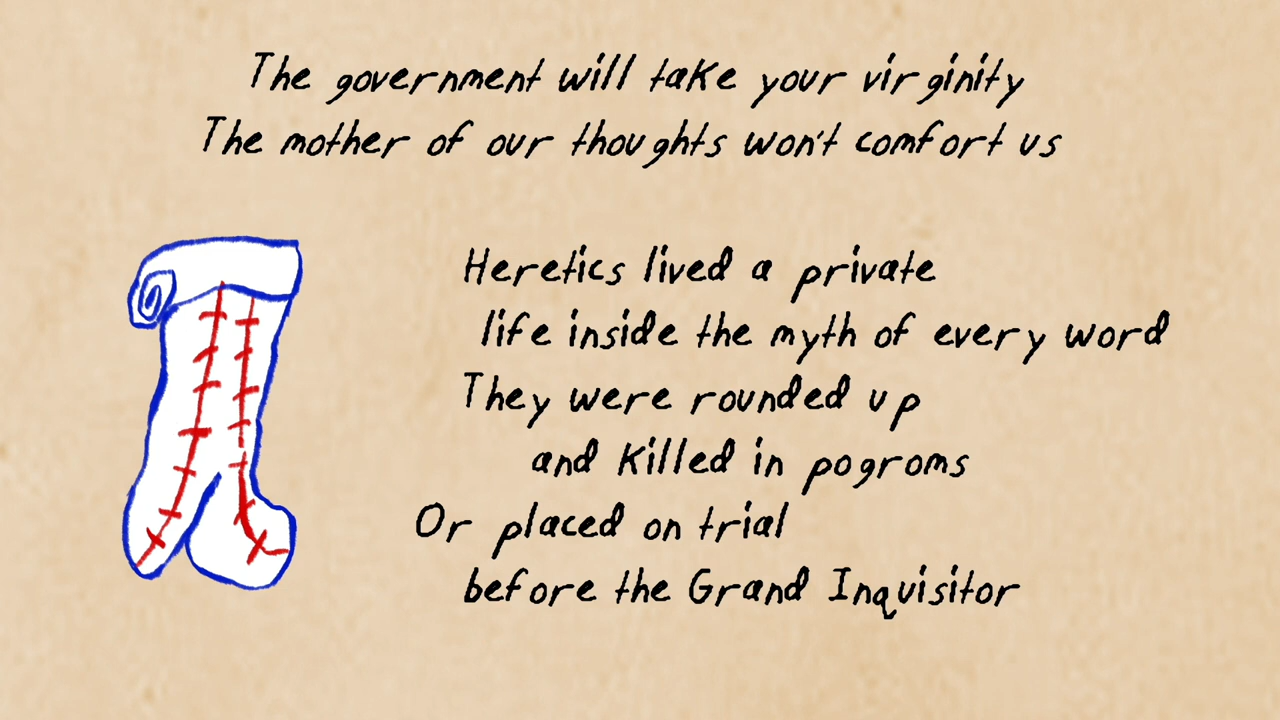 The government will take your virginity
The mother of our thoughts won't comfort us
Heretics lived a private
life inside the myth of every word
They were rounded up
and killed in pogroms
Or placed on trial
before the Grand Inquisitor